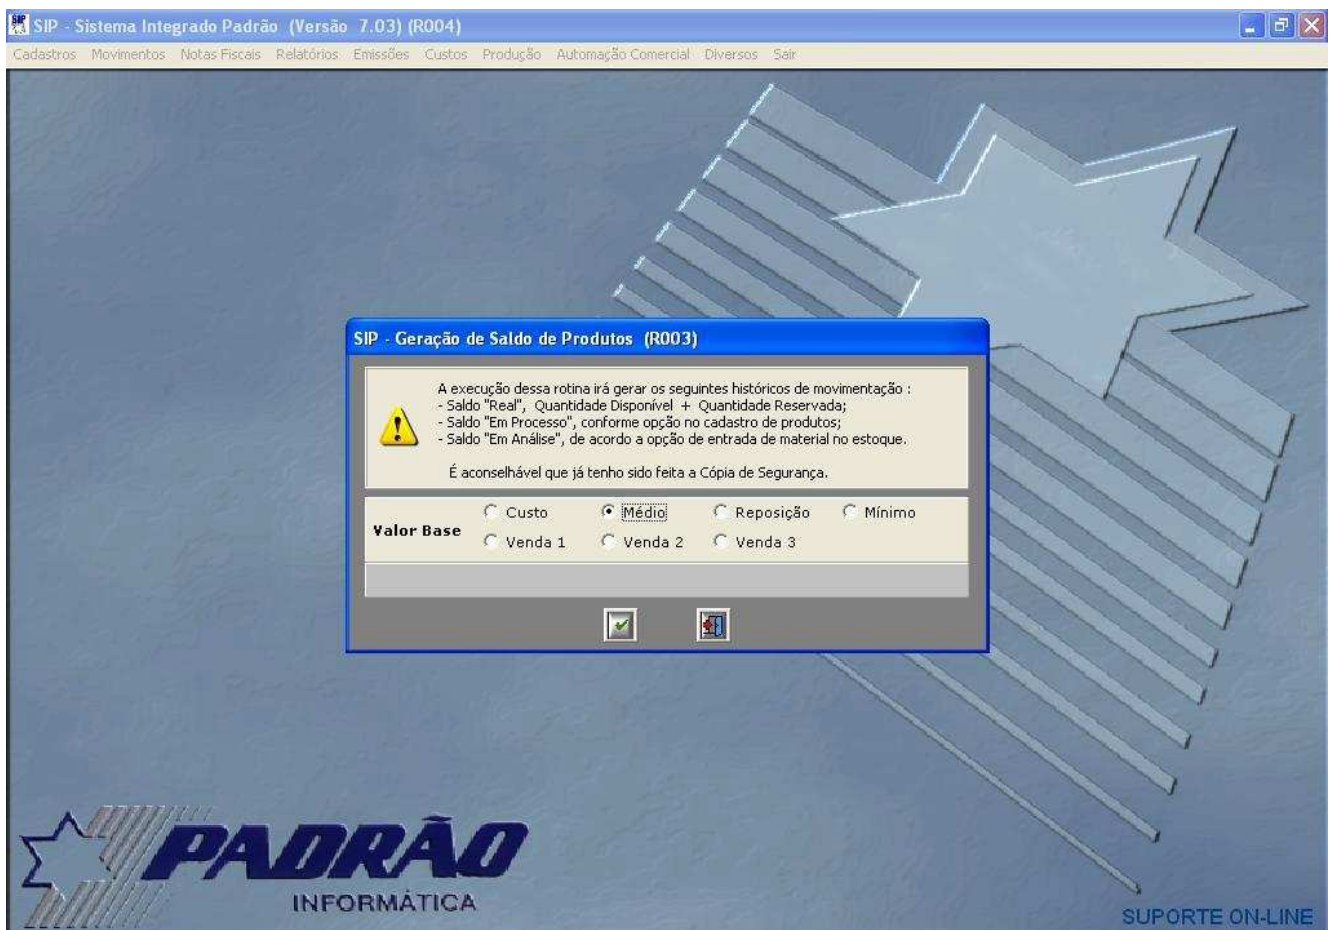 SIP - Sistema Integrado Padrão (Versão 7.03) (R004)
Cadastros Movimentos Notas Fiscais Relatórios Emissões Custos Produção Automação Comercial Diversos Sair
SIP - Geração de Saldo de Produtos (R003)
A execução dessa rotina irá gerar os seguintes históricos de movimentação :
- Saldo "Real", Quantidade Disponível + Quantidade Reservada;
- Saldo "Em Processo", conforme opção no cadastro de produtos;
- Saldo "Em Análise", de acordo a opção de entrada de material no estoque.
É aconselhável que já tenho sido feita a Cópia de Segurança.
Valor Base
Custo Médio Reposição Mínimo
Venda 1 Venda 2 Venda 3
PADRÃO
INFORMÁTICA
SUPORTE ON-LINE